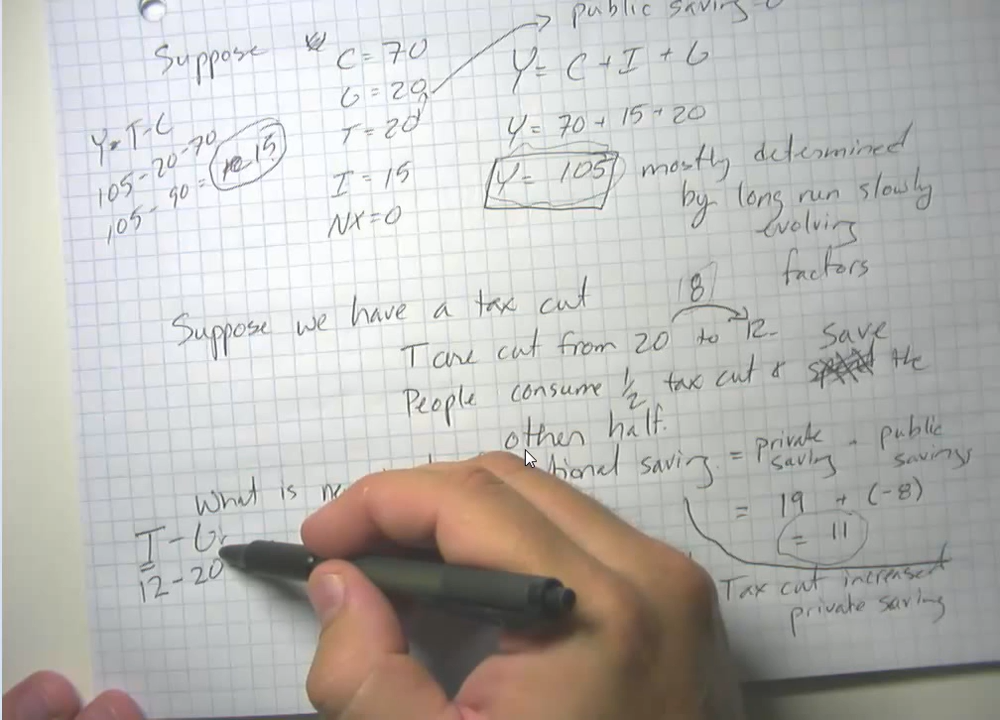 public saving
Suppose
C = 70
G = 20
T = 20
I = 15
NX = 0
Y = C + I + G
Y = 70 + 15 + 20
Y = 105
mostly determined
by long run slowly
evolving
factors
Y - T - C
105 - 20 - 70
105 - 90 = 15
Suppose we have a tax cut
8
T are cut from 20 to 12.
People consume 1/2 tax cut & save the
other half.
What is
saving = private saving + public savings
= 19 + (-8)
= 11
Tax cut increased
private saving
T - G
12 - 20